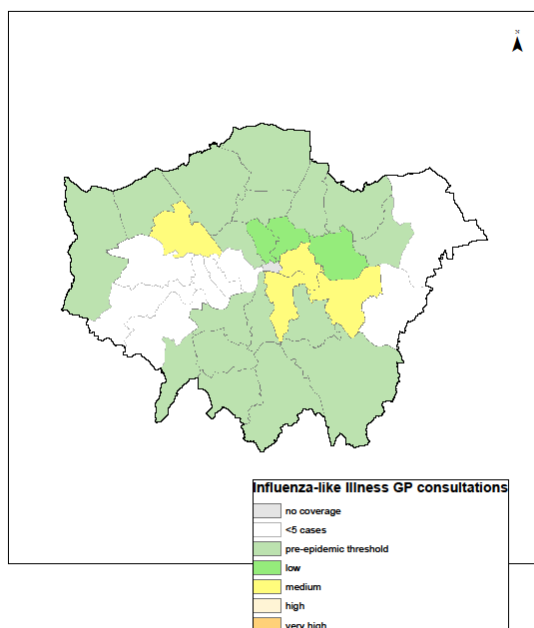 N
Influenza-like Illness GP consultations
no coverage
<5 cases
pre-epidemic threshold
low
medium
high
very high